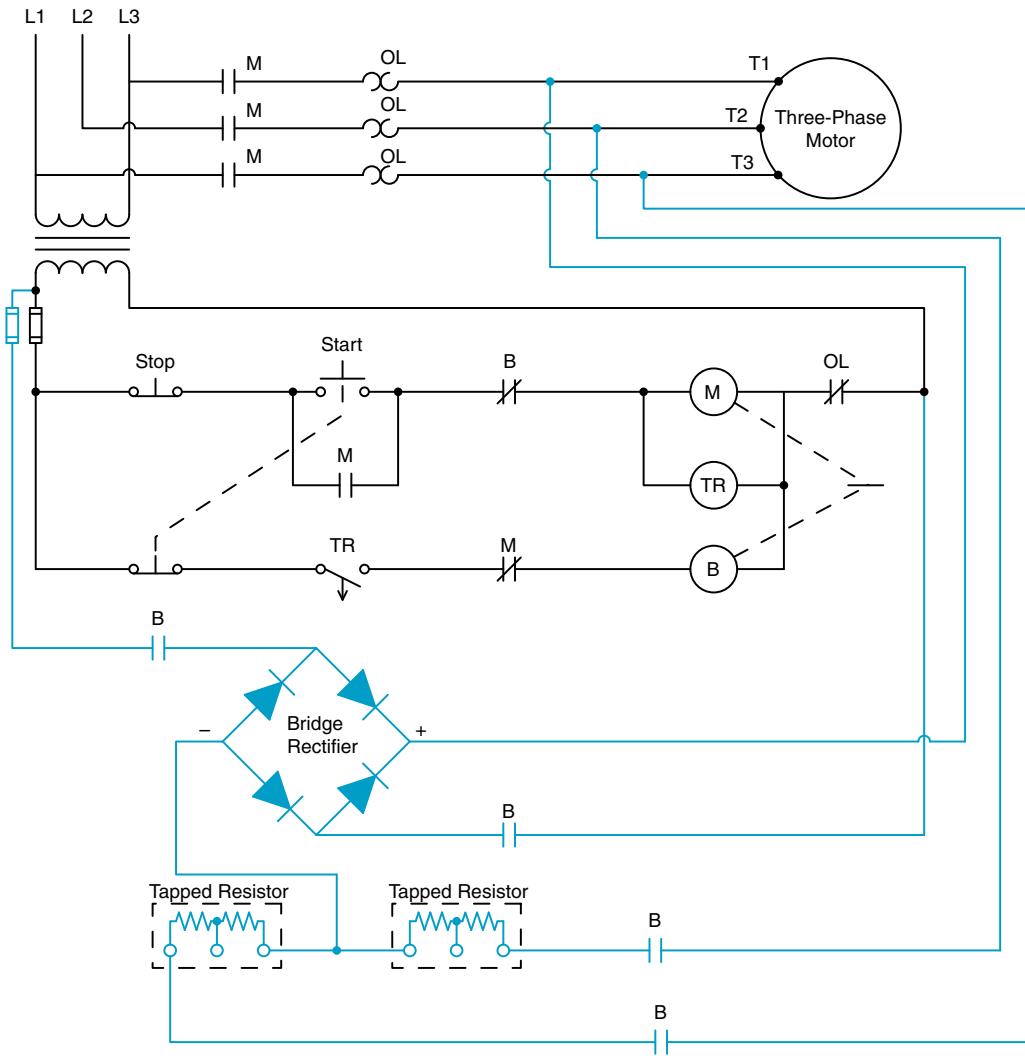 L1 L2 L3
M OL T1
M OL T2
Three-Phase
Motor
M OL T3
Stop Start B M OL
M TR
TR M B
B
– Bridge +
Rectifier
B
Tapped Resistor Tapped Resistor
B
B